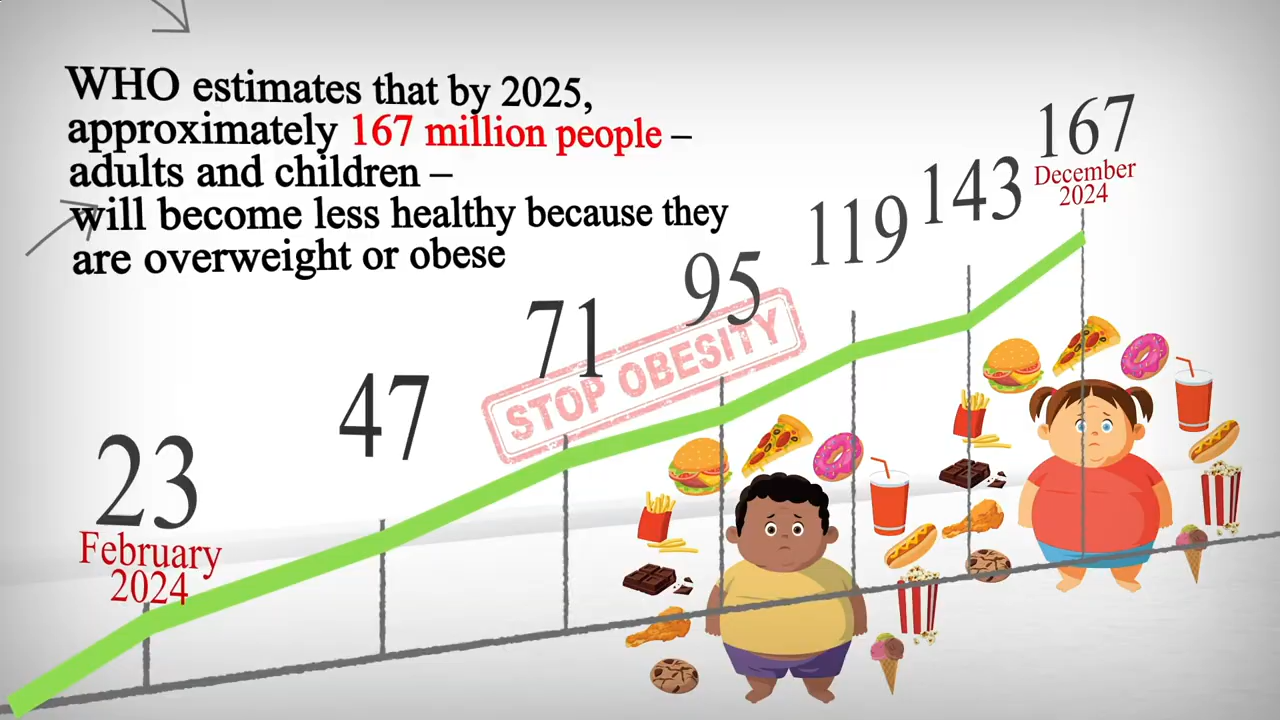 WHO estimates that by 2025,
approximately 167 million people –
adults and children –
will become less healthy because they
are overweight or obese
23
February
2024
47
71
95
119
143
167
December
2024
STOP OBESITY